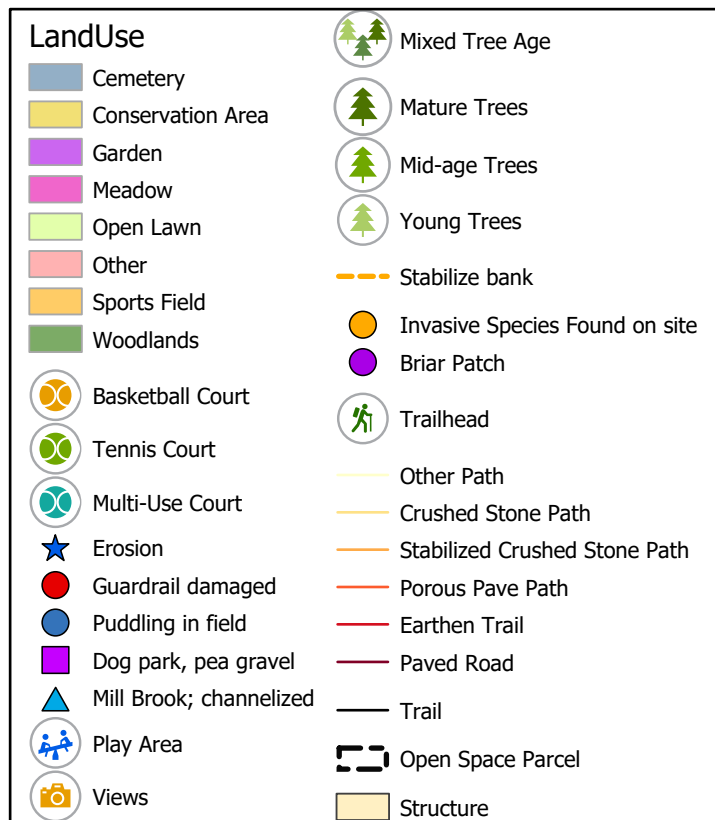 LandUse
Cemetery
Conservation Area
Garden
Meadow
Open Lawn
Other
Sports Field
Woodlands
Basketball Court
Tennis Court
Multi-Use Court
Erosion
Guardrail damaged
Puddling in field
Dog park, pea gravel
Mill Brook; channelized
Play Area
Views
Mixed Tree Age
Mature Trees
Mid-age Trees
Young Trees
Stabilize bank
Invasive Species Found on site
Briar Patch
Trailhead
Other Path
Crushed Stone Path
Stabilized Crushed Stone Path
Porous Pave Path
Earthen Trail
Paved Road
Trail
Open Space Parcel
Structure